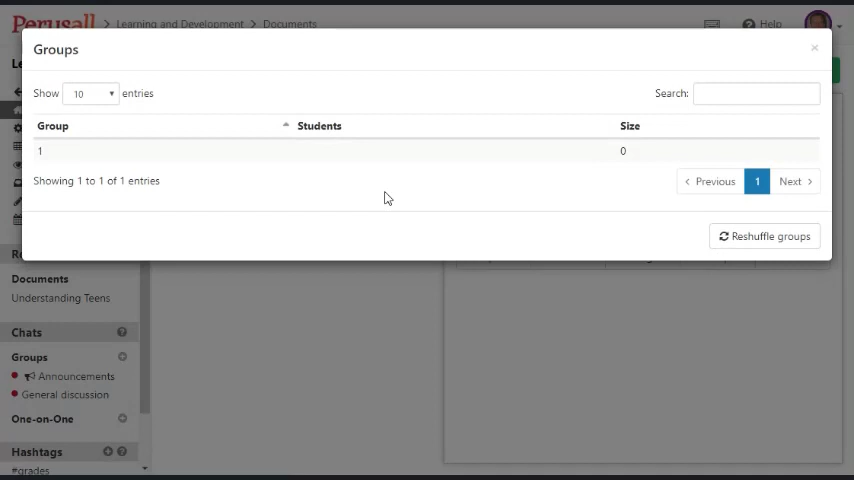 Perusall > Learning and Development > Documents
Help
Groups
×
Show 10 entries
Search:
Group Students Size
1 0
Showing 1 to 1 of 1 entries
Previous 1 Next
Reshuffle groups
Documents
Understanding Teens
Chats
Groups
Announcements
General discussion
One-on-One
Hashtags
#grades